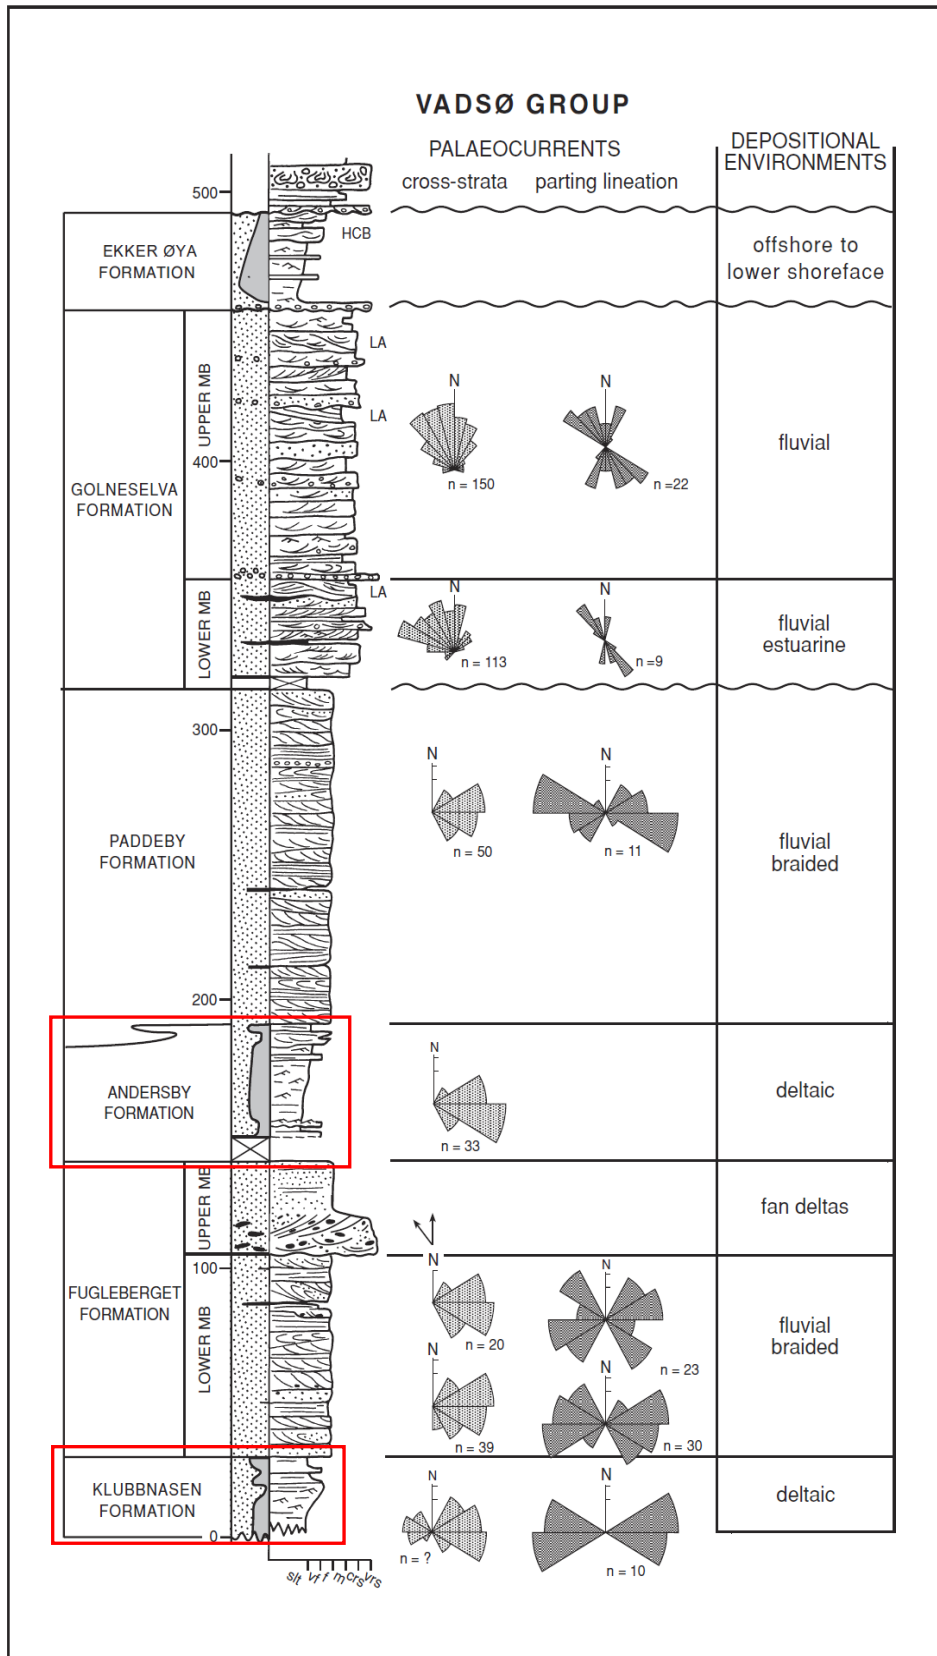 VADSØ GROUP
PALAEOCURRENTS
cross-strata parting lineation
DEPOSITIONAL
ENVIRONMENTS
500
HCB
EKKER ØYA
FORMATION
offshore to
lower shoreface
LA
UPPER MB
N
N
LA
fluvial
400
n = 150
n =22
GOLNESELVA
FORMATION
LA
LOWER MB
N
N
fluvial
estuarine
n = 113
n =9
300
N
N
PADDEBY
FORMATION
fluvial
braided
n = 50
n = 11
200
N
ANDERSBY
FORMATION
deltaic
n = 33
UPPER MB
fan deltas
100
N
N
FUGLEBERGET
FORMATION
LOWER MB
fluvial
braided
n = 20
n = 23
N
N
n = 39
n = 30
KLUBBNASEN
FORMATION
N
N
deltaic
0
n = ?
n = 10
slt vf f m crs vrs